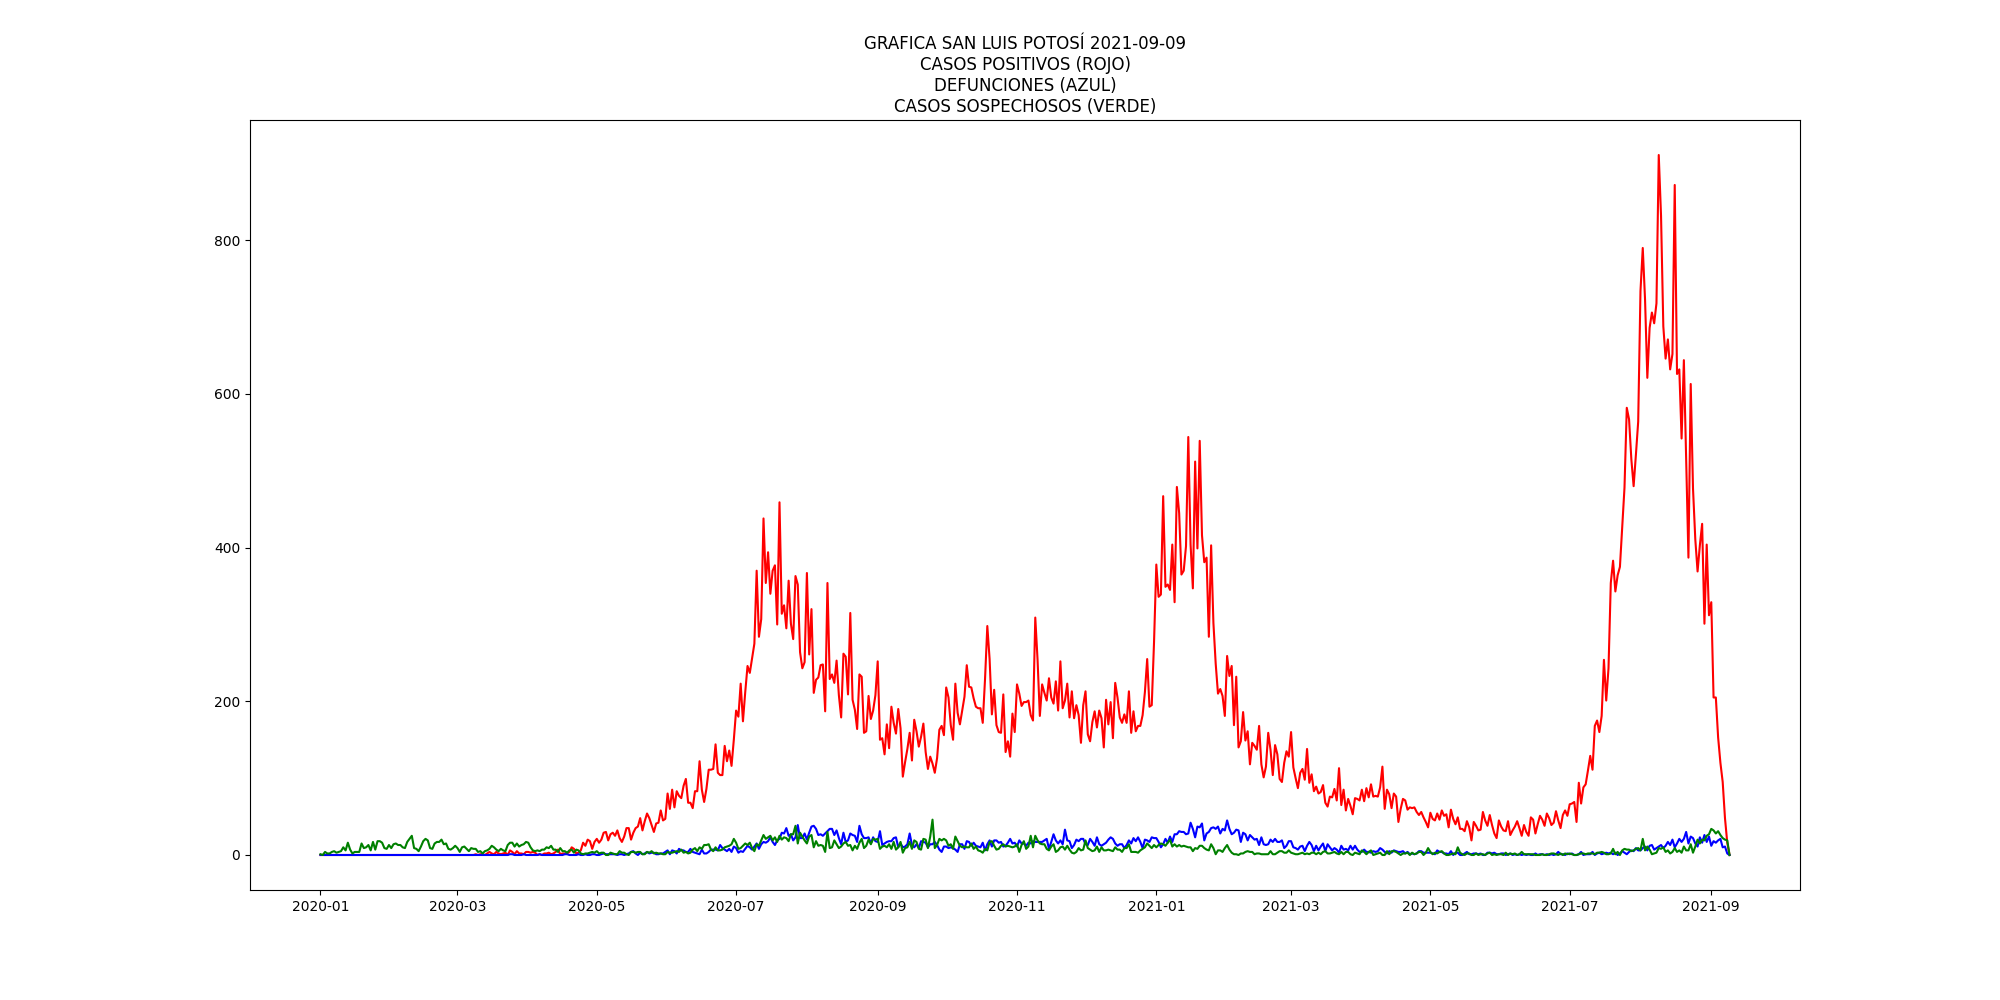 GRAFICA SAN LUIS POTOSÍ 2021-09-09
CASOS POSITIVOS (ROJO)
DEFUNCIONES (AZUL)
CASOS SOSPECHOSOS (VERDE)
800
600
400
200
0
2020-01 2020-03 2020-05 2020-07 2020-09 2020-11 2021-01 2021-03 2021-05 2021-07 2021-09